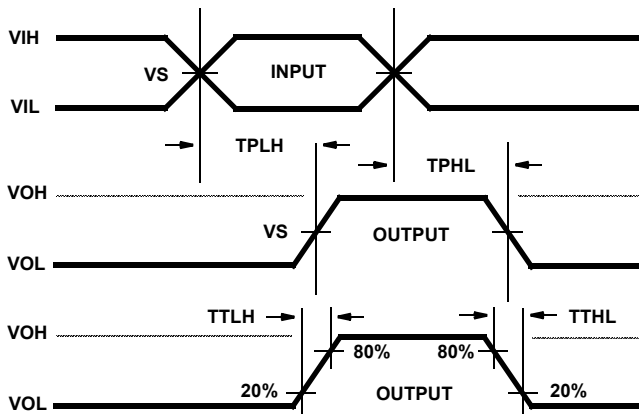 VIH
VS
INPUT
VIL
TPLH
TPHL
VOH
VS
OUTPUT
VOL
TTLH
TTHL
VOH
80%
80%
20%
OUTPUT
20%
VOL